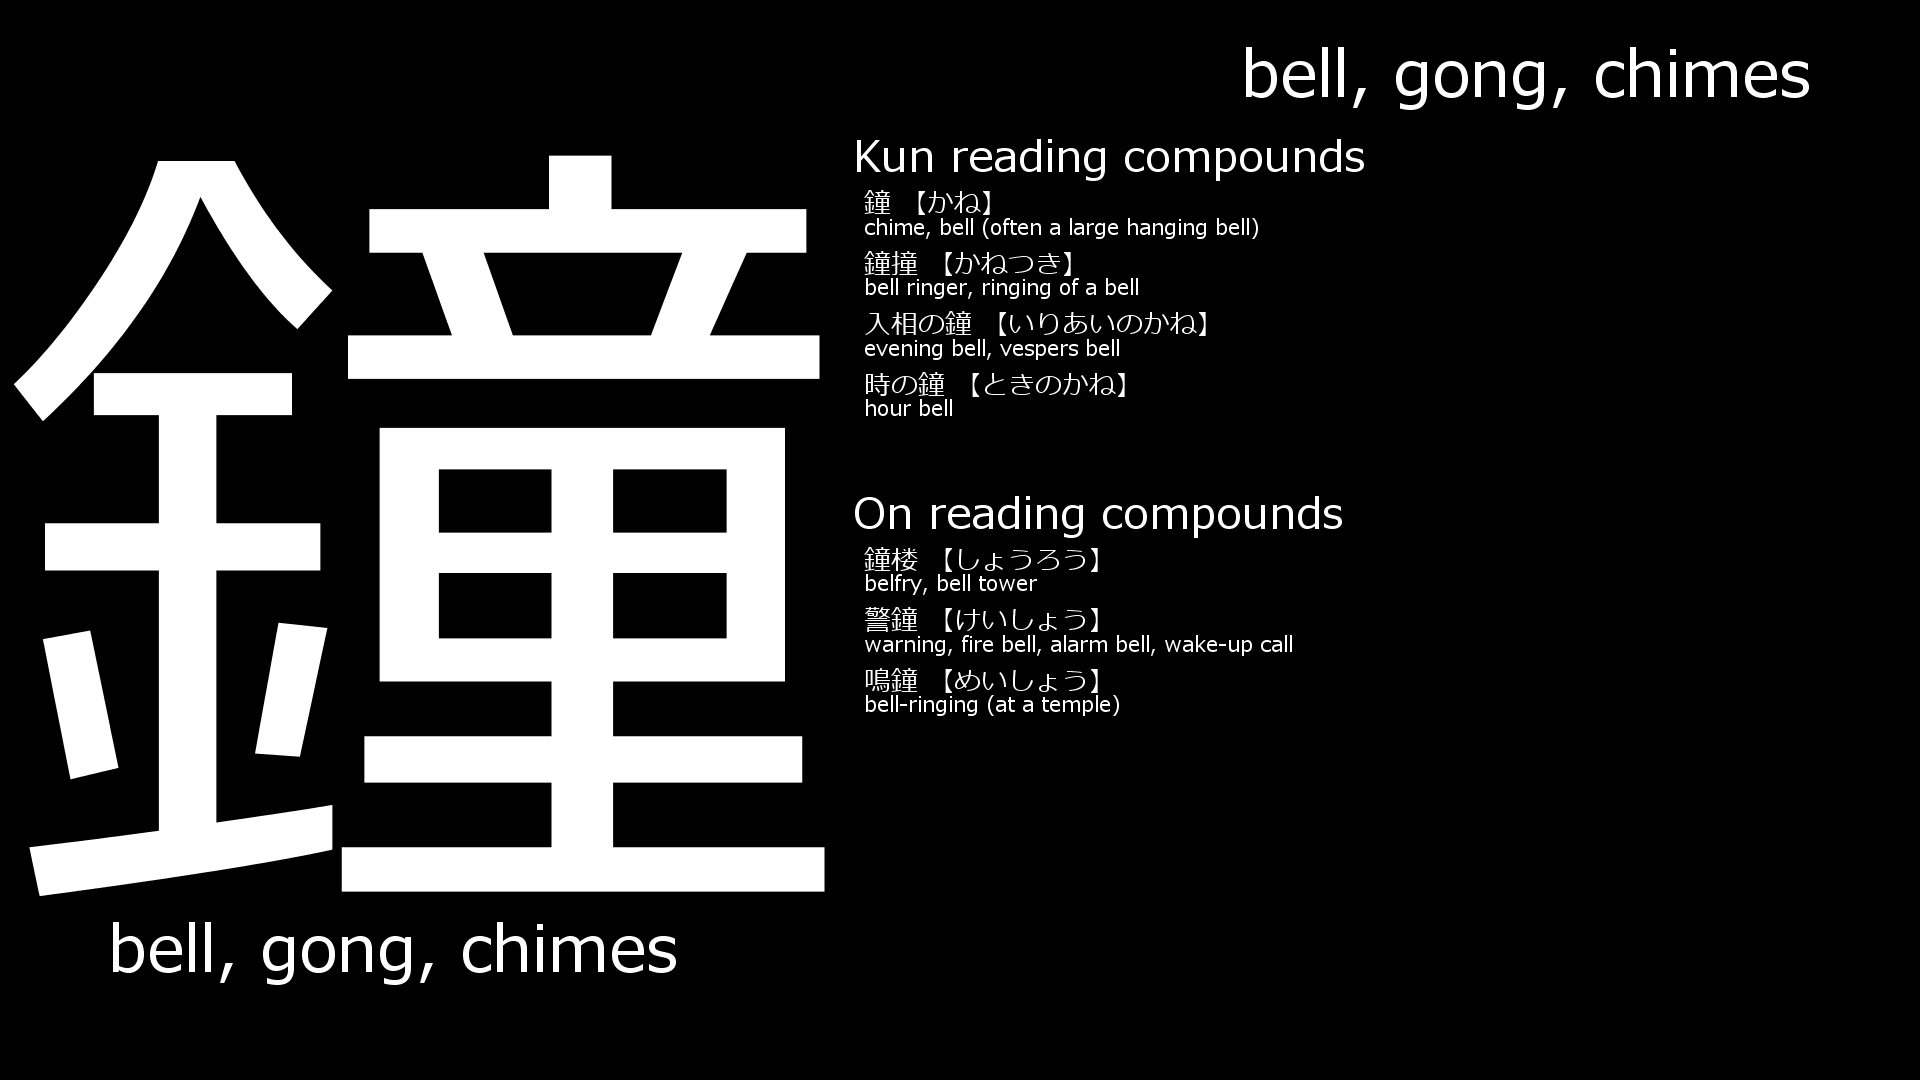 bell, gong, chimes
鐘
bell, gong, chimes
Kun reading compounds
鐘 【かね】
chime, bell (often a large hanging bell)
鐘撞 【かねつき】
bell ringer, ringing of a bell
入相の鐘 【いりあいのかね】
evening bell, vespers bell
時の鐘 【ときのかね】
hour bell
On reading compounds
鐘楼 【しょうろう】
belfry, bell tower
警鐘 【けいしょう】
warning, fire bell, alarm bell, wake-up call
鳴鐘 【めいしょう】
bell-ringing (at a temple)